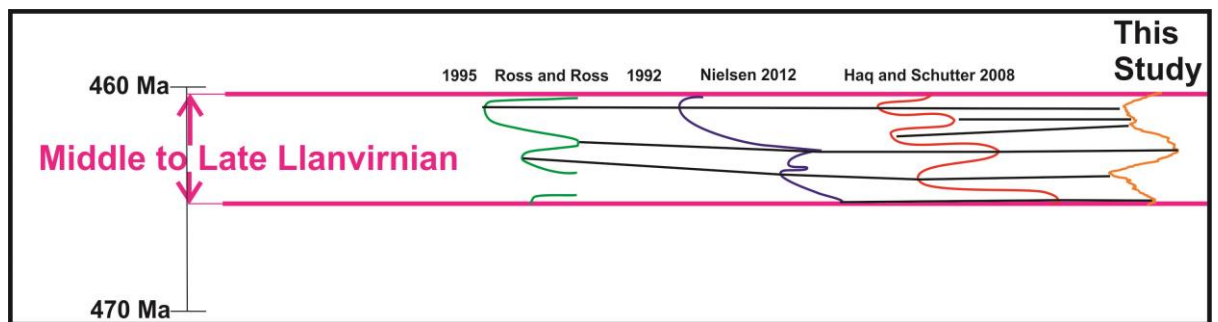 This
Study
1995 Ross and Ross 1992 Nielsen 2012 Haq and Schutter 2008
460 Ma
Middle to Late Llanvirnian
470 Ma